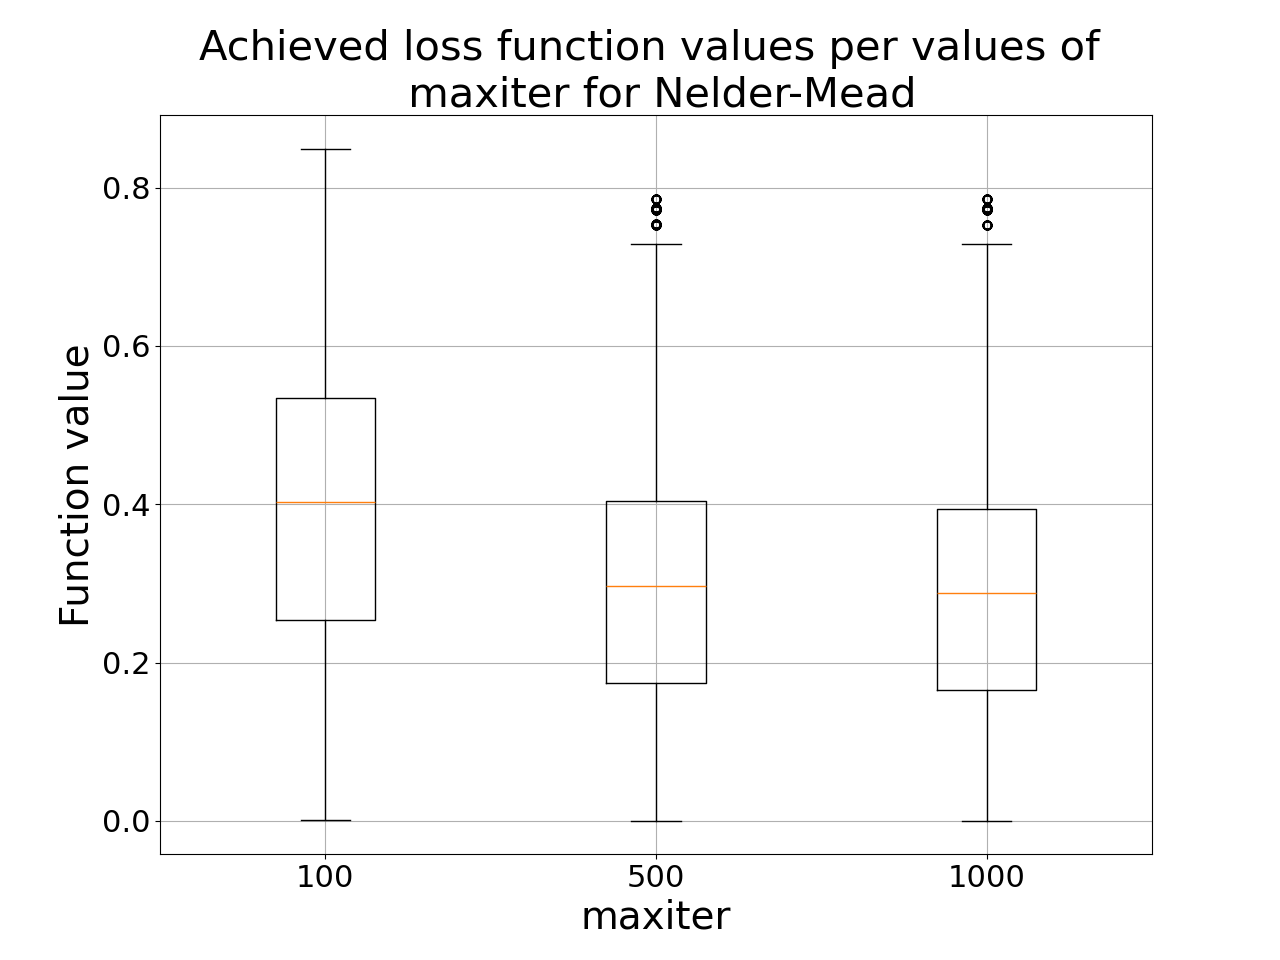 Achieved loss function values per values of
maxiter for Nelder-Mead
Function value
0.8
0.6
0.4
0.2
0.0
100
500
1000
maxiter